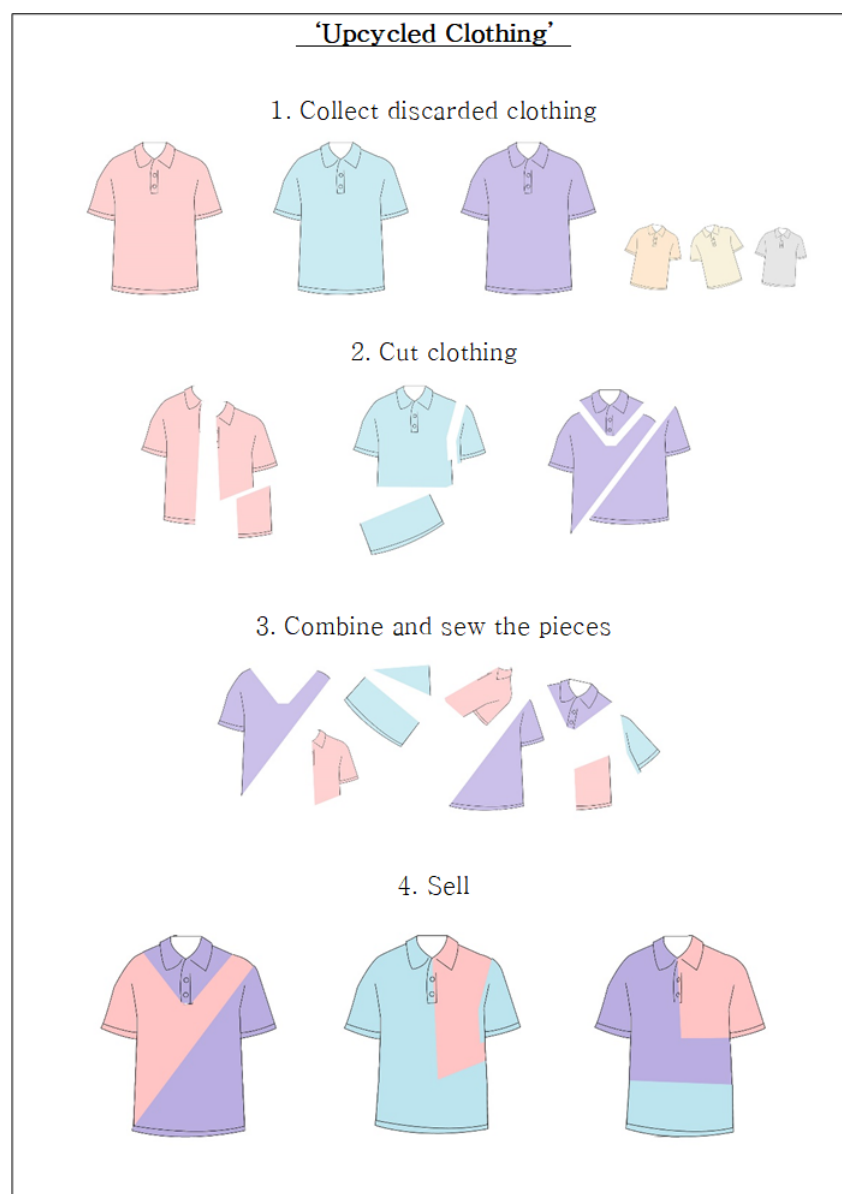 ‘Upcycled Clothing’
1. Collect discarded clothing
2. Cut clothing
3. Combine and sew the pieces
4. Sell